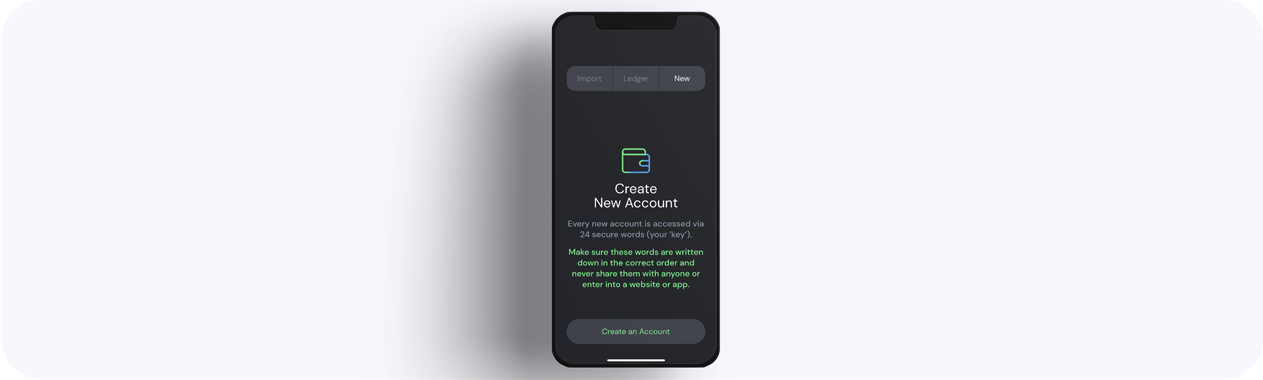 Import Ledger New
Create
New Account
Every new account is accessed via
24 secure words (your ‘key’).
Make sure these words are written
down in the correct order and
never share them with anyone or
enter into a website or app.
Create an Account